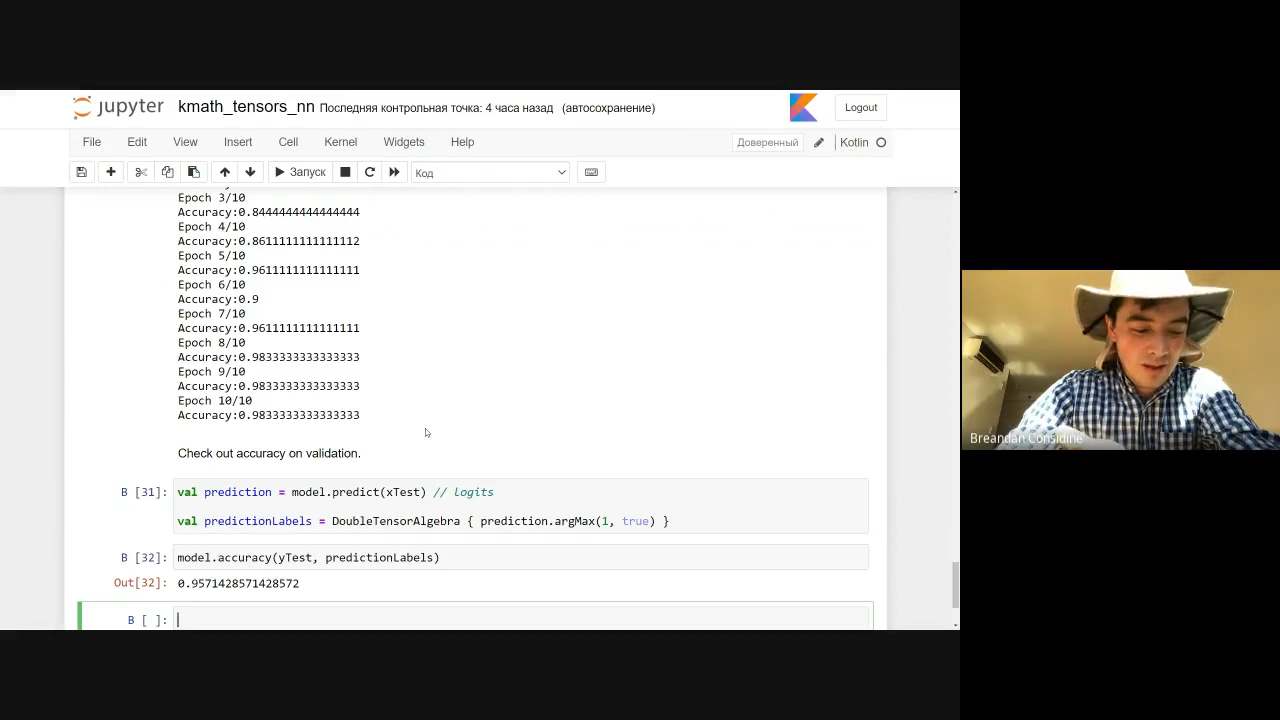 jupyter kmath_tensors_nn Последняя контрольная точка: 4 часа назад (автосохранение) Logout
File Edit View Insert Cell Kernel Widgets Help Доверенный Kotlin
Запуск Код
Epoch 3/10
Accuracy:0.8444444444444444
Epoch 4/10
Accuracy:0.8611111111111112
Epoch 5/10
Accuracy:0.9611111111111111
Epoch 6/10
Accuracy:0.9
Epoch 7/10
Accuracy:0.9611111111111111
Epoch 8/10
Accuracy:0.9833333333333333
Epoch 9/10
Accuracy:0.9833333333333333
Epoch 10/10
Accuracy:0.9833333333333333
Check out accuracy on validation.
В [31]: val prediction = model.predict(xTest) // logits
val predictionLabels = DoubleTensorAlgebra { prediction.argMax(1, true) }
В [32]: model.accuracy(yTest, predictionLabels)
Out[32]: 0.9571428571428572
В [ ]:
Breandan Considine